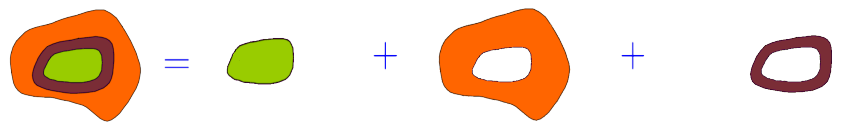 = + +